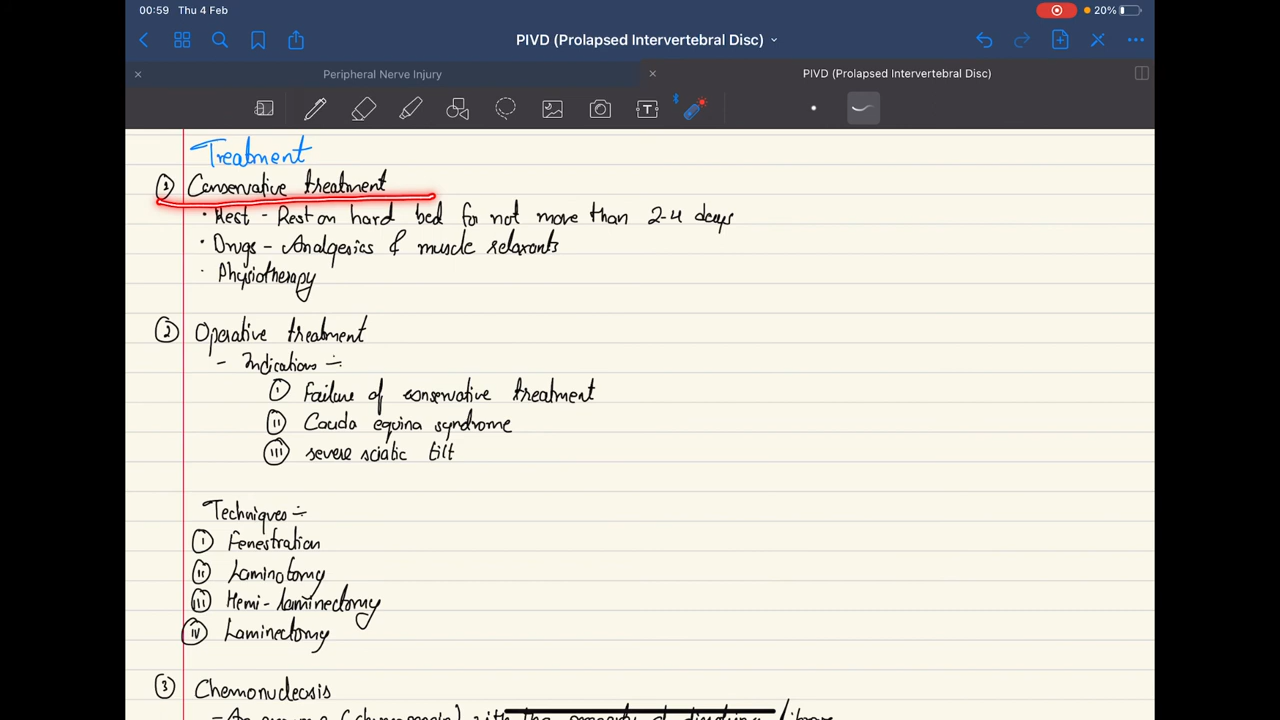 00:59 Thu 4 Feb
20%
PIVD (Prolapsed Intervertebral Disc)
Peripheral Nerve Injury
PIVD (Prolapsed Intervertebral Disc)
Treatment
① Conservative treatment
· Rest - Rest on hard bed for not more than 2-4 days
· Drugs - Analgesics & muscle relaxants
· Physiotherapy
② Operative treatment
- Indications :-
(i) Failure of conservative treatment
(ii) Cauda equina syndrome
(iii) severe sciatic tilt
Techniques :-
(i) Fenestration
(ii) Laminotomy
(iii) Hemi-laminectomy
(iv) Laminectomy
③ Chemonucleosis
with the